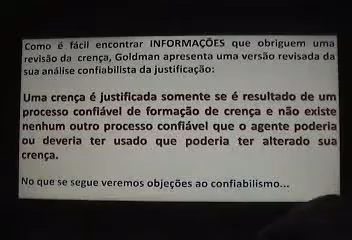 Como é fácil encontrar INFORMAÇÕES que obriguem uma
revisão da crença, Goldman apresenta uma versão revisada da
sua análise confiabilista da justificação:
Uma crença é justificada somente se é resultado de um
processo confiável de formação de crença e não existe
nenhum outro processo confiável que o agente poderia
ou deveria ter usado que poderia ter alterado sua
crença.
No que se segue veremos objeções ao confiabilismo...